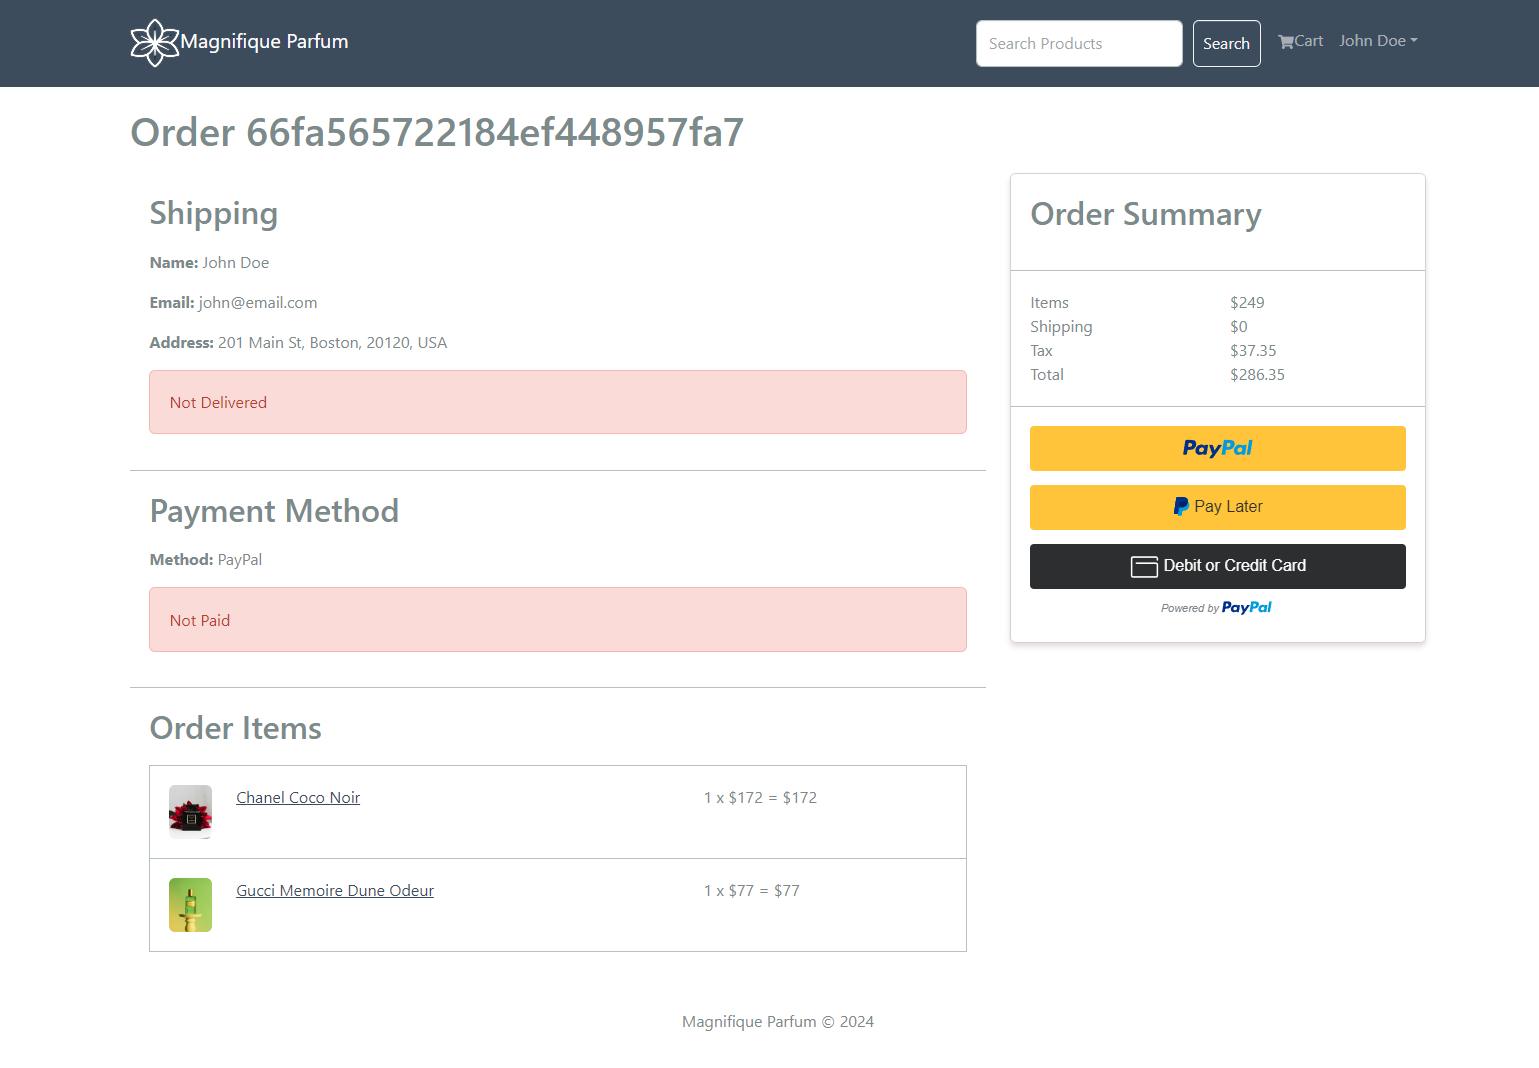 Magnifique Parfum
Search Products
Search
Cart
John Doe
Order 66fa565722184ef448957fa7
Shipping
Name: John Doe
Email: john@email.com
Address: 201 Main St, Boston, 20120, USA
Not Delivered
Payment Method
Method: PayPal
Not Paid
Order Items
Chanel Coco Noir 1 x $172 = $172
Gucci Memoire Dune Odeur 1 x $77 = $77
Order Summary
Items $249
Shipping $0
Tax $37.35
Total $286.35
PayPal
Pay Later
Debit or Credit Card
Powered by PayPal
Magnifique Parfum © 2024